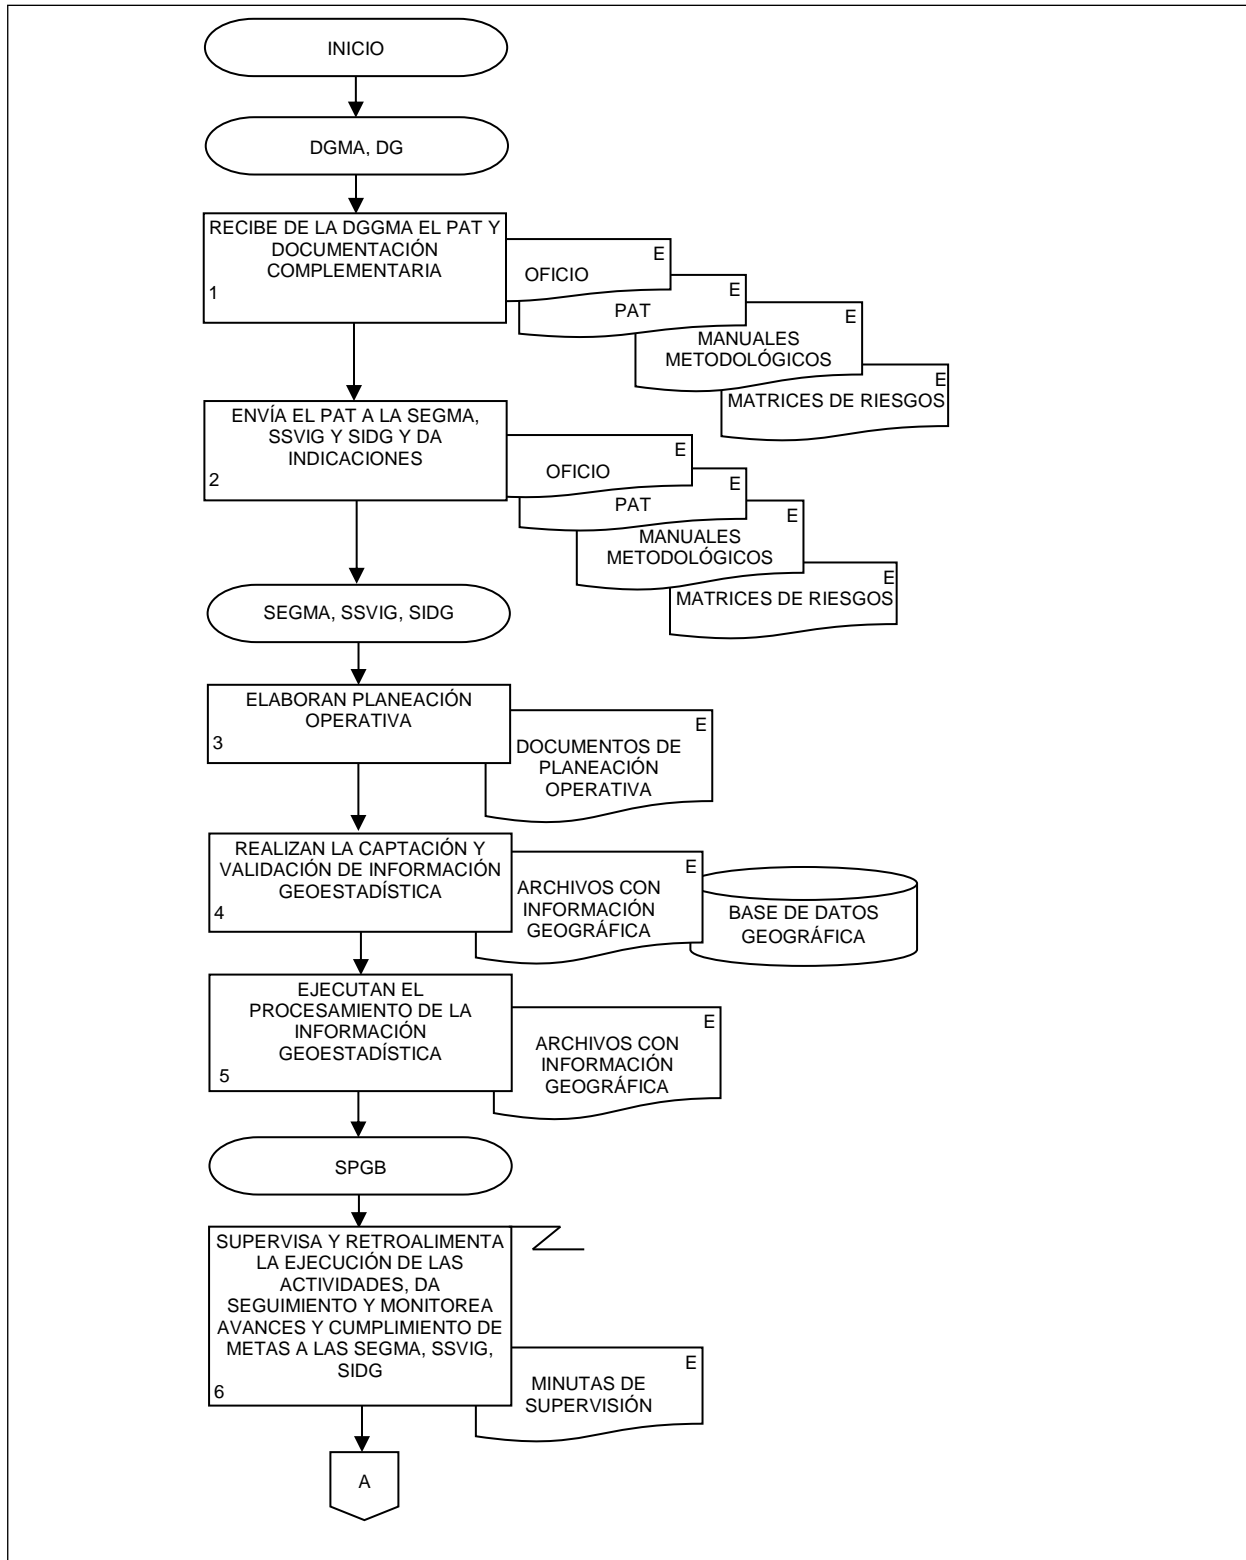 INICIO
DGMA, DG
RECIBE DE LA DGGMA EL PAT Y
DOCUMENTACIÓN
COMPLEMENTARIA
1
E
OFICIO
E
PAT
E
MANUALES
METODOLÓGICOS
E
MATRICES DE RIESGOS
ENVÍA EL PAT A LA SEGMA,
SSVIG Y SIDG Y DA
INDICACIONES
2
E
OFICIO
E
PAT
E
MANUALES
METODOLÓGICOS
E
MATRICES DE RIESGOS
SEGMA, SSVIG, SIDG
ELABORAN PLANEACIÓN
OPERATIVA
3
E
DOCUMENTOS DE
PLANEACIÓN
OPERATIVA
REALIZAN LA CAPTACIÓN Y
VALIDACIÓN DE INFORMACIÓN
GEOESTADÍSTICA
4
E
ARCHIVOS CON
INFORMACIÓN
GEOGRÁFICA
BASE DE DATOS
GEOGRÁFICA
EJECUTAN EL
PROCESAMIENTO DE LA
INFORMACIÓN
GEOESTADÍSTICA
5
E
ARCHIVOS CON
INFORMACIÓN
GEOGRÁFICA
SPGB
SUPERVISA Y RETROALIMENTA
LA EJECUCIÓN DE LAS
ACTIVIDADES, DA
SEGUIMIENTO Y MONITOREA
AVANCES Y CUMPLIMIENTO DE
METAS A LAS SEGMA, SSVIG,
SIDG
6
E
MINUTAS DE
SUPERVISIÓN
A